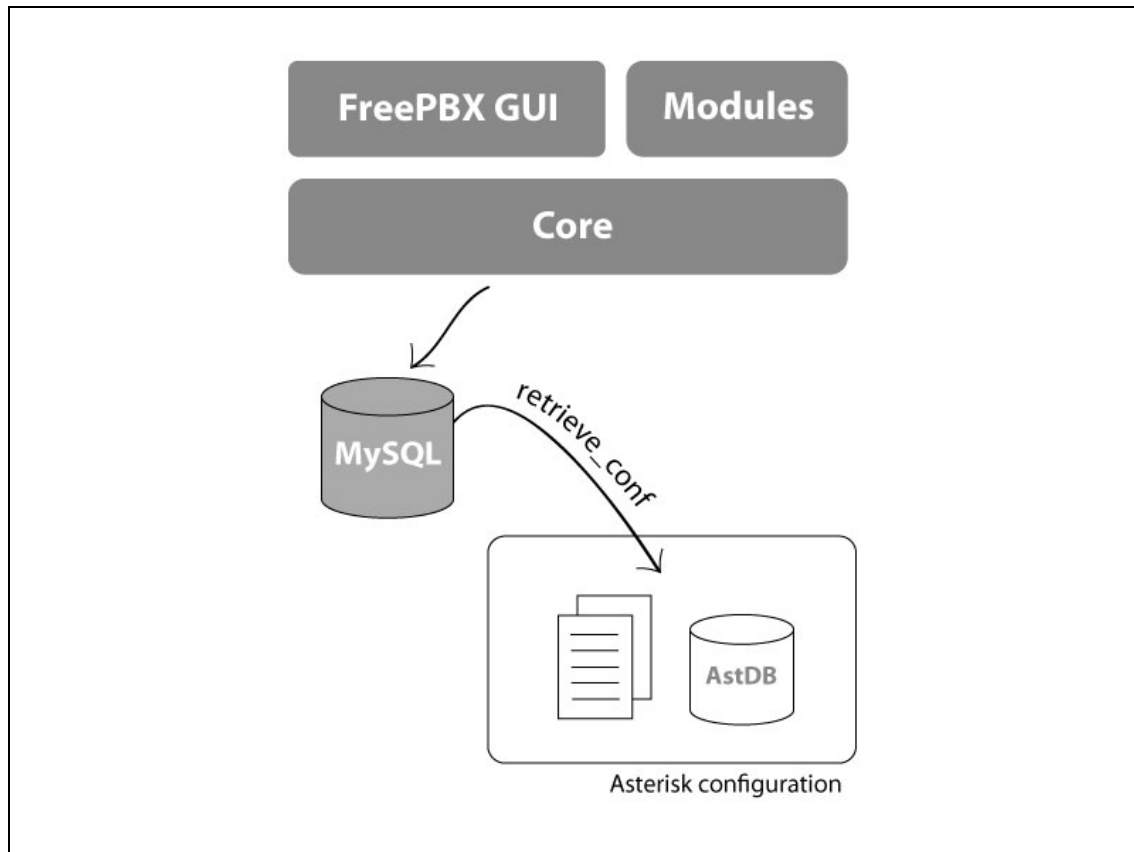 FreePBX GUI
Modules
Core
MySQL
retrieve_conf
AstDB
Asterisk configuration